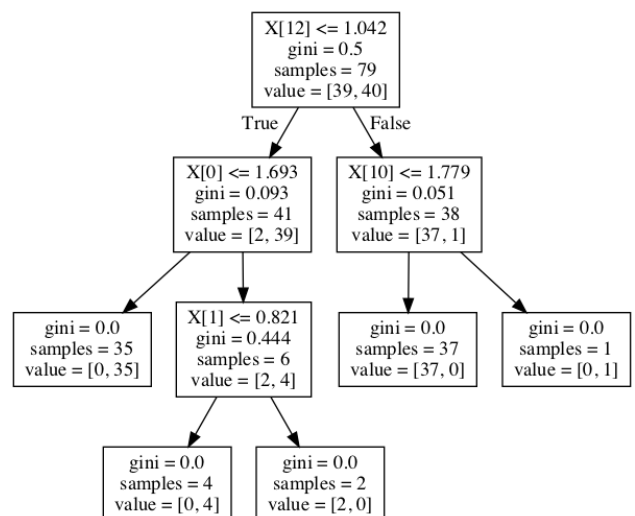 X[12] <= 1.042
gini = 0.5
samples = 79
value = [39, 40]
True
False
X[0] <= 1.693
gini = 0.093
samples = 41
value = [2, 39]
X[10] <= 1.779
gini = 0.051
samples = 38
value = [37, 1]
gini = 0.0
samples = 35
value = [0, 35]
X[1] <= 0.821
gini = 0.444
samples = 6
value = [2, 4]
gini = 0.0
samples = 37
value = [37, 0]
gini = 0.0
samples = 1
value = [0, 1]
gini = 0.0
samples = 4
value = [0, 4]
gini = 0.0
samples = 2
value = [2, 0]